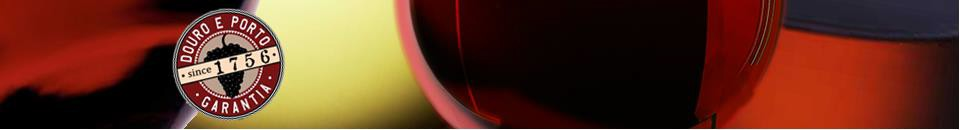 DOURO E PORTO
· since 1756 ·
· GARANTIA ·